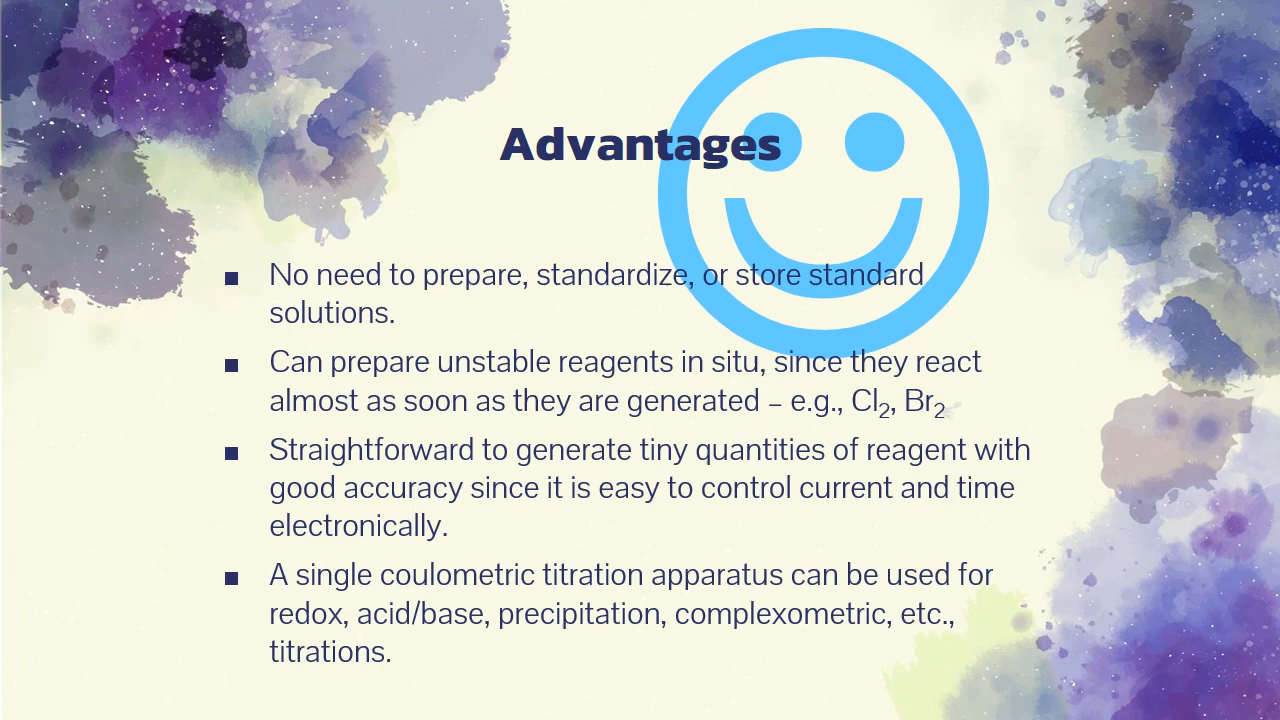 Advantages
■ No need to prepare, standardize, or store standard
solutions.
■ Can prepare unstable reagents in situ, since they react
almost as soon as they are generated – e.g., Cl₂, Br₂
■ Straightforward to generate tiny quantities of reagent with
good accuracy since it is easy to control current and time
electronically.
■ A single coulometric titration apparatus can be used for
redox, acid/base, precipitation, complexometric, etc.,
titrations.